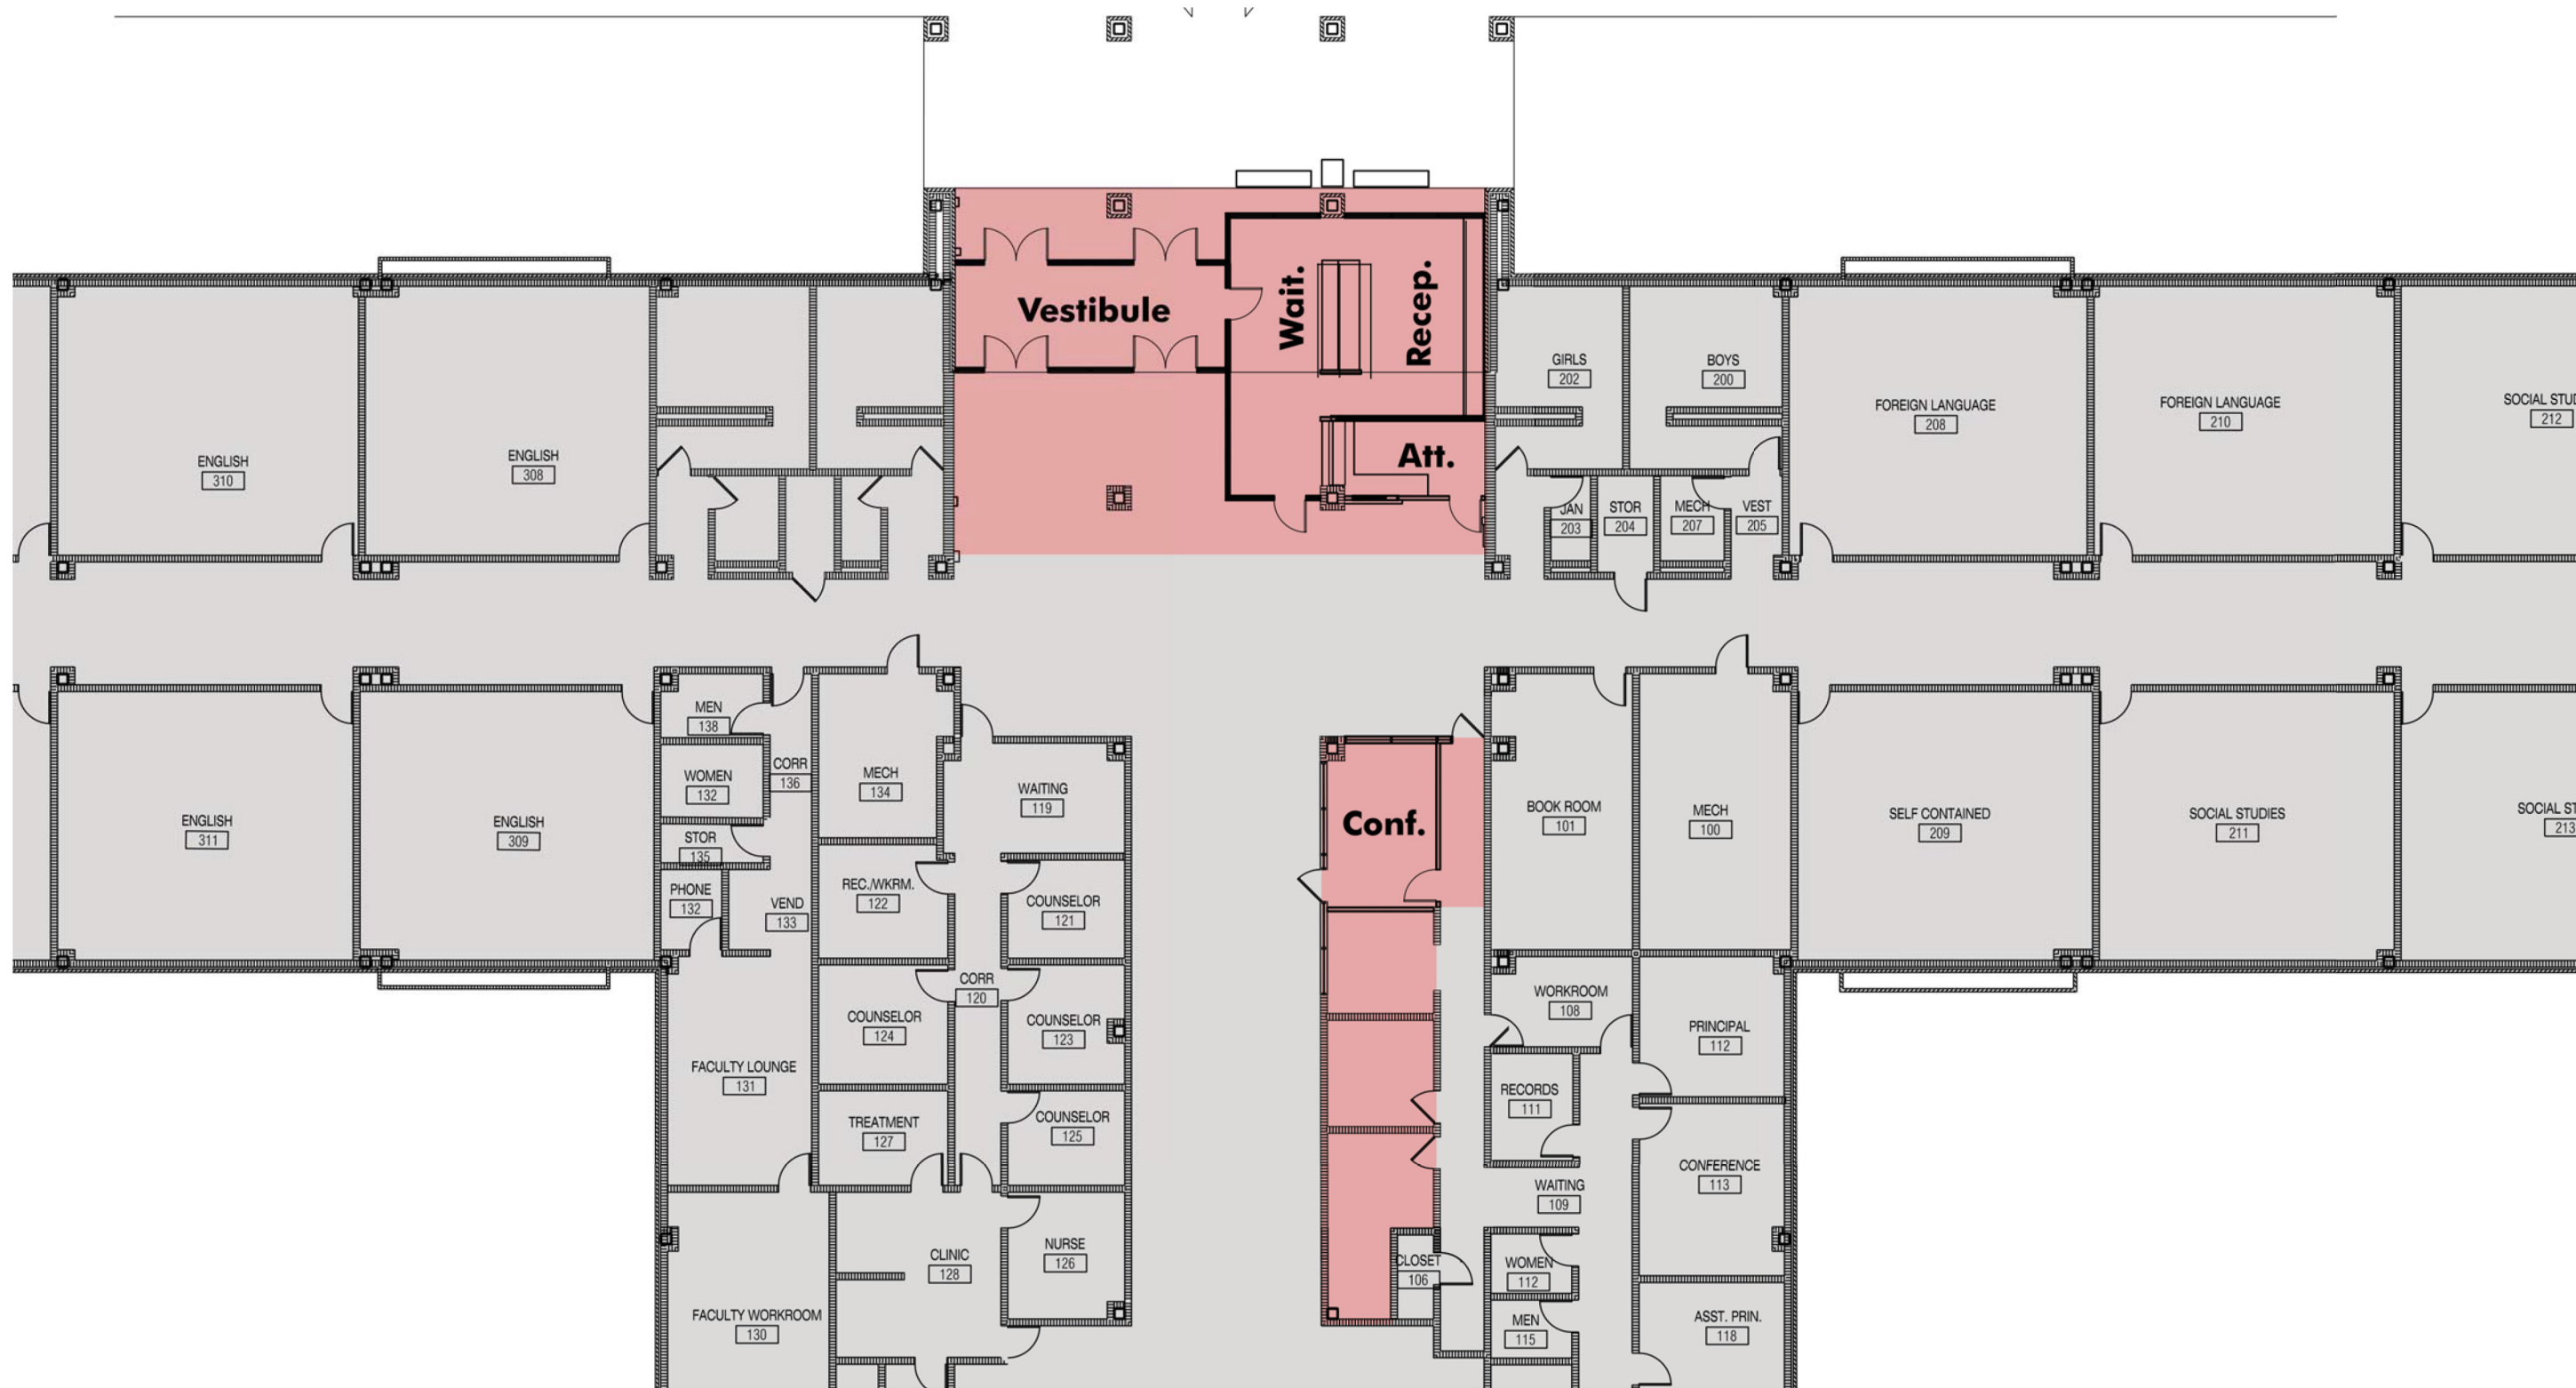 Vestibule
Wait.
Recep.
Att.
GIRLS
202
BOYS
200
FOREIGN LANGUAGE
208
FOREIGN LANGUAGE
210
SOCIAL STUD
212
ENGLISH
310
ENGLISH
308
JAN
203
STOR
204
MECH
207
VEST
205
MEN
138
WOMEN
132
CORR
136
MECH
134
WAITING
119
STOR
135
PHONE
132
VEND
133
REC./WKRM.
122
COUNSELOR
121
ENGLISH
311
ENGLISH
309
Conf.
BOOK ROOM
101
MECH
100
SELF CONTAINED
209
SOCIAL STUDIES
211
SOCIAL ST
213
CORR
120
COUNSELOR
124
COUNSELOR
123
WORKROOM
108
PRINCIPAL
112
FACULTY LOUNGE
131
TREATMENT
127
COUNSELOR
125
RECORDS
111
CONFERENCE
113
WAITING
109
CLINIC
128
NURSE
126
CLOSET
106
WOMEN
112
FACULTY WORKROOM
130
MEN
115
ASST. PRIN.
118